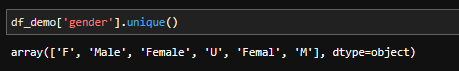 df_demo['gender'].unique()
array(['F', 'Male', 'Female', 'U', 'Femal', 'M'], dtype=object)